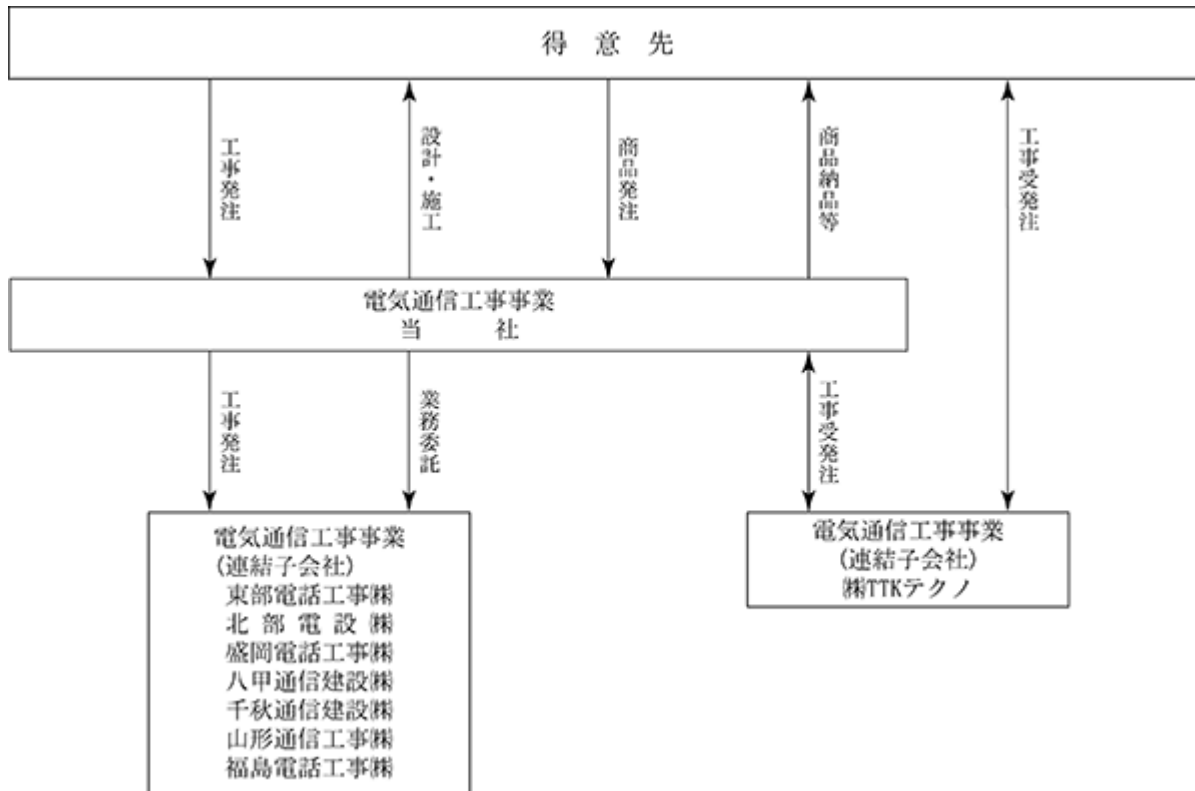 得 意 先
工事発注
設計・施工
商品発注
商品納品等
工事受発注
電気通信工事事業
当 社
工事発注
業務委託
工事受発注
電気通信工事事業
(連結子会社)
東部電話工事㈱
北部電設㈱
盛岡電話工事㈱
八甲通信建設㈱
千秋通信建設㈱
山形通信工事㈱
福島電話工事㈱
電気通信工事事業
(連結子会社)
㈱TTKテクノ